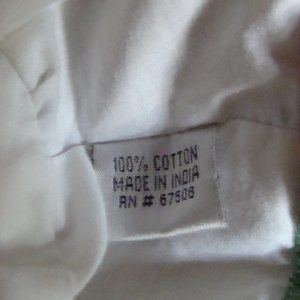 100% COTTON
MADE IN INDIA
RN # 67508